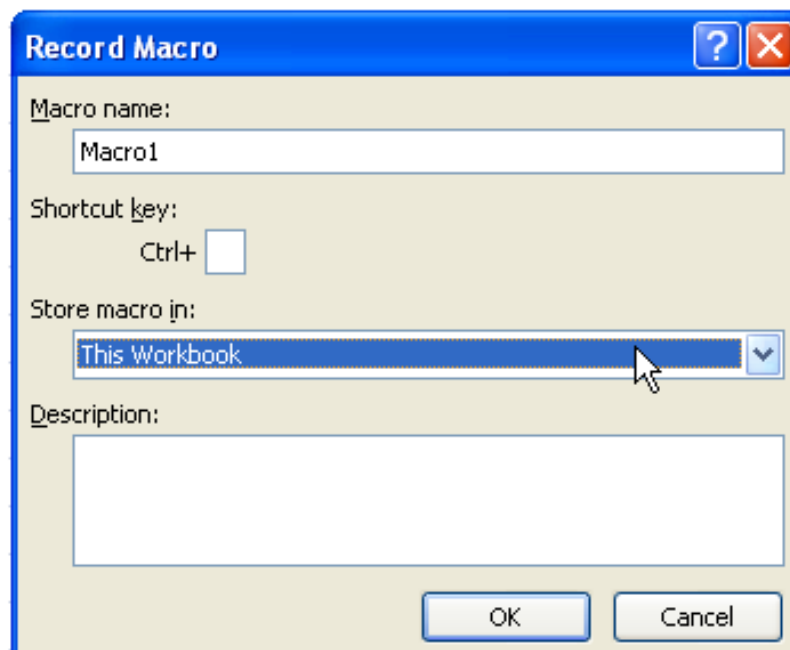 Record Macro
Macro name:
Macro1
Shortcut key:
Ctrl+
Store macro in:
This Workbook
Description:
OK Cancel